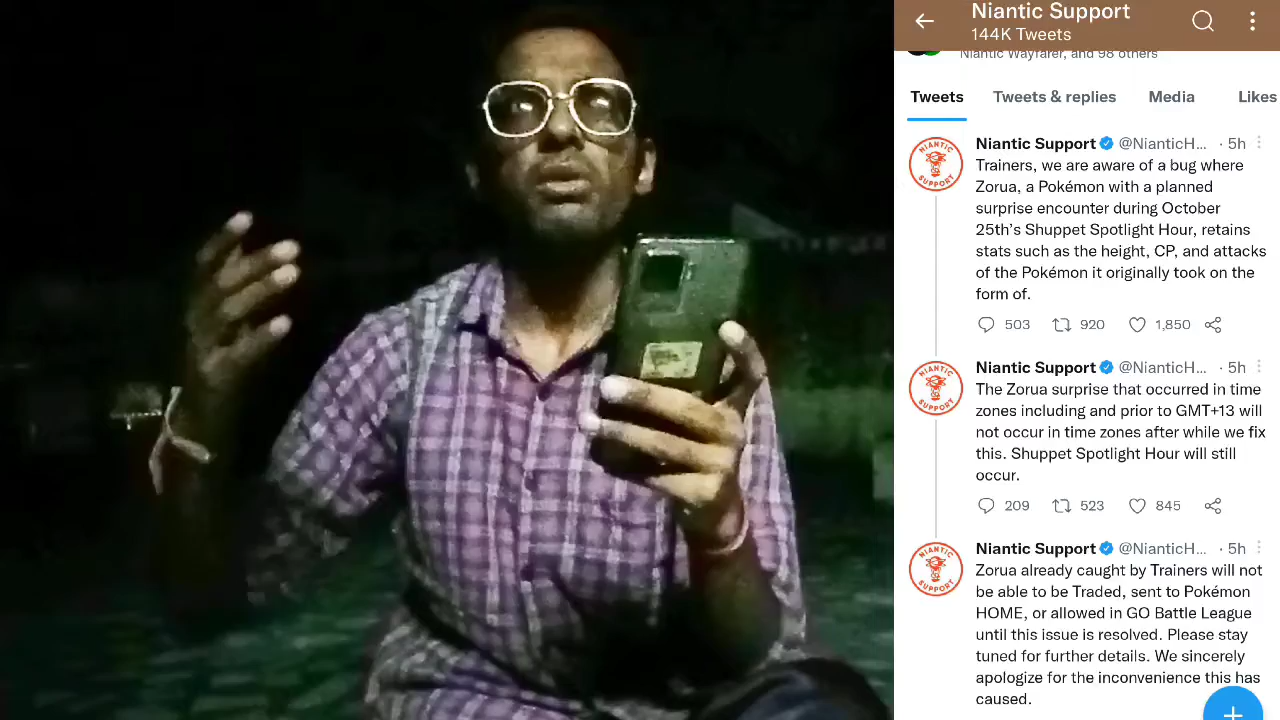 Niantic Support
144K Tweets
Niantic Wayfarer, and 98 others
Tweets
Tweets & replies
Media
Likes
Niantic Support @NianticH... · 5h
Trainers, we are aware of a bug where
Zorua, a Pokémon with a planned
surprise encounter during October
25th's Shuppet Spotlight Hour, retains
stats such as the height, CP, and attacks
of the Pokémon it originally took on the
form of.
503 920 1,850
Niantic Support @NianticH... · 5h
The Zorua surprise that occurred in time
zones including and prior to GMT+13 will
not occur in time zones after while we fix
this. Shuppet Spotlight Hour will still
occur.
209 523 845
Niantic Support @NianticH... · 5h
Zorua already caught by Trainers will not
be able to be Traded, sent to Pokémon
HOME, or allowed in GO Battle League
until this issue is resolved. Please stay
tuned for further details. We sincerely
apologize for the inconvenience this has
caused.
NIANTIC
SUPPORT
NIANTIC
SUPPORT
NIANTIC
SUPPORT